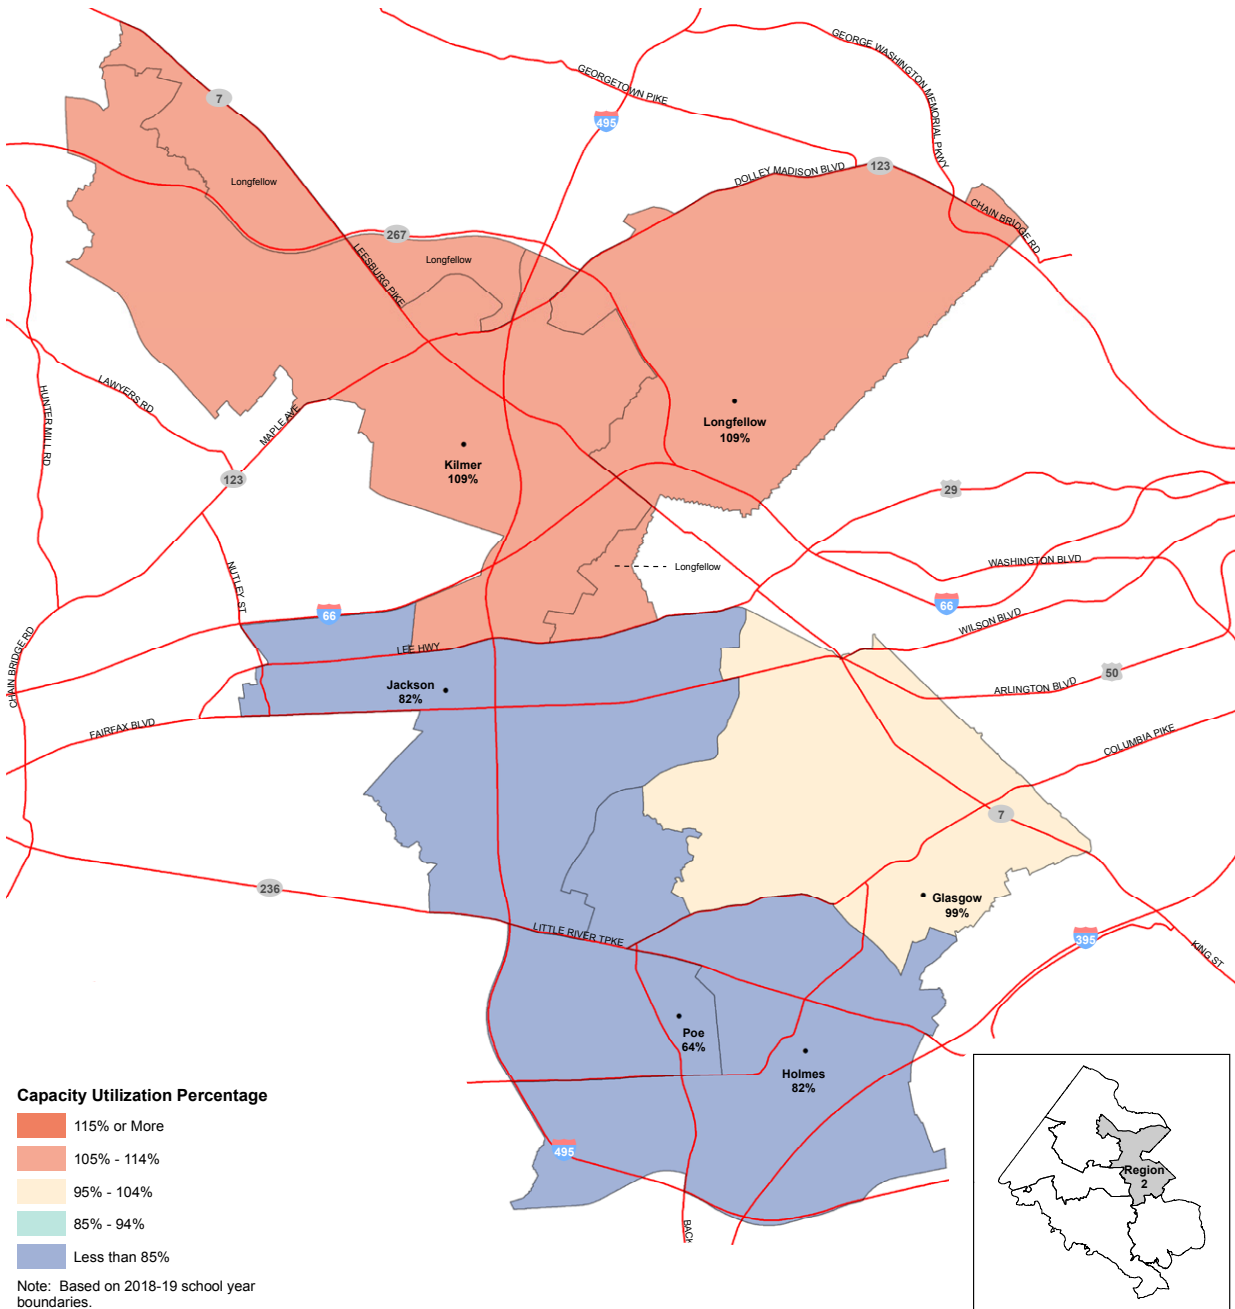 GEORGE WASHINGTON MEMORIAL PKWY
GEORGETOWN PIKE
7
495
DOLLEY MADISON BLVD
123
Longfellow
CHAIN BRIDGE RD
267
LEESBURG PIKE
Longfellow
LAWYERS RD
HUNTER MILL RD
MAPLE AVE
Longfellow
109%
Kilmer
109%
123
29
NUTLEY ST
Longfellow
WASHINGTON BLVD
66
66
WILSON BLVD
CHAIN BRIDGE RD
LEE HWY
50
ARLINGTON BLVD
Jackson
82%
FAIRFAX BLVD
COLUMBIA PIKE
7
236
Glasgow
99%
LITTLE RIVER TPKE
395
KING ST
Poe
64%
Holmes
82%
495
BACK
Capacity Utilization Percentage
115% or More
105% - 114%
95% - 104%
85% - 94%
Less than 85%
Note: Based on 2018-19 school year
boundaries.
Region
2